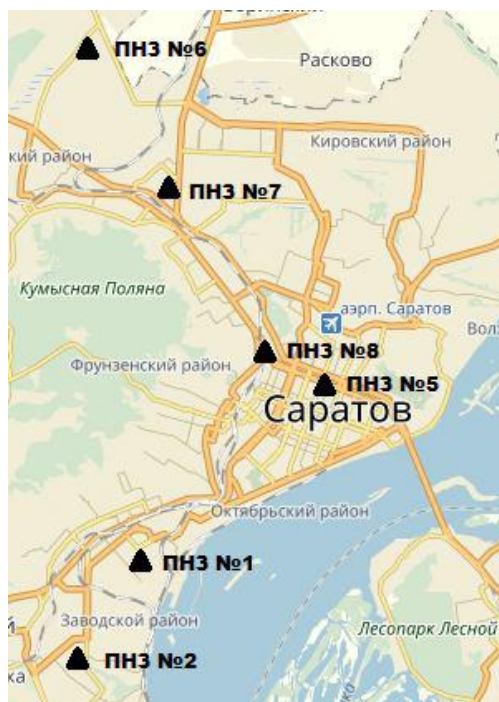 ПНЗ №6
Расково
Кировский район
кий район
ПНЗ №7
Кумысная Поляна
аэрп. Саратов
Вол
ПНЗ №8
Фрунзенский район
ПНЗ №5
Саратов
Октябрьский район
ПНЗ №1
Заводской район
Лесопарк Лесной
й
ПНЗ №2
ка